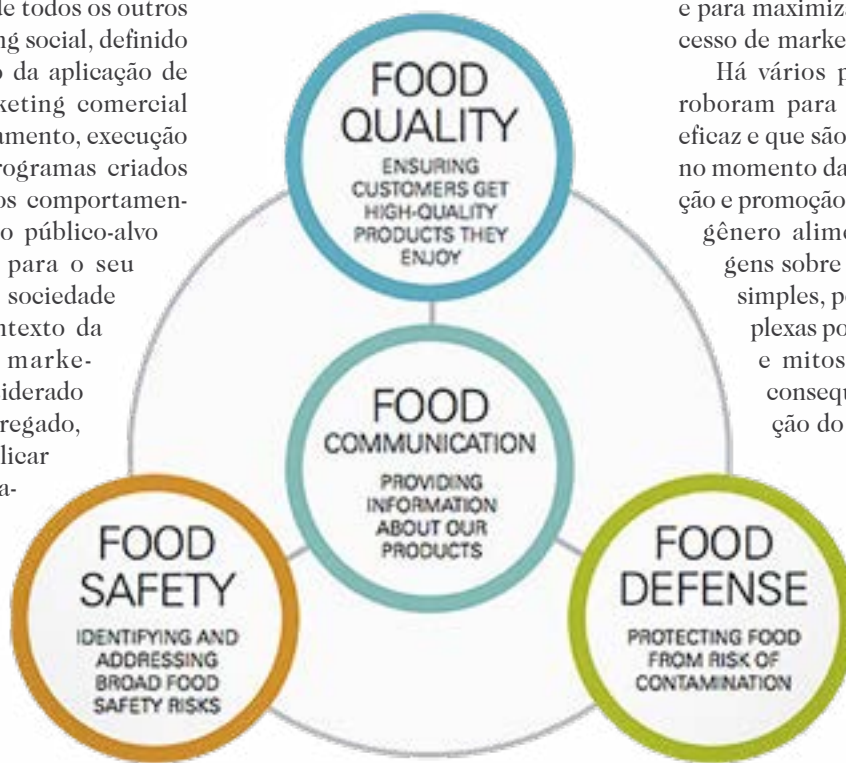 de todos os outros
ng social, definido
o da aplicação de
keting comercial
amento, execução
rogramas criados
os comportamen-
o público-alvo
para o seu
sociedade
ntexto da
marke-
siderado
regado,
licar
a-
FOOD
QUALITY
ENSURING
CUSTOMERS GET
HIGH-QUALITY
PRODUCTS THEY
ENJOY
FOOD
COMMUNICATION
PROVIDING
INFORMATION
ABOUT OUR
PRODUCTS
FOOD
SAFETY
IDENTIFYING AND
ADDRESSING
BROAD FOOD
SAFETY RISKS
FOOD
DEFENSE
PROTECTING FOOD
FROM RISK OF
CONTAMINATION
e para maximiza
cesso de marke
Há vários p
roboram para
eficaz e que são
no momento da
ção e promoção
gênero alime
gens sobre
simples, pe
plexas po
e mitos
consequ
ção do